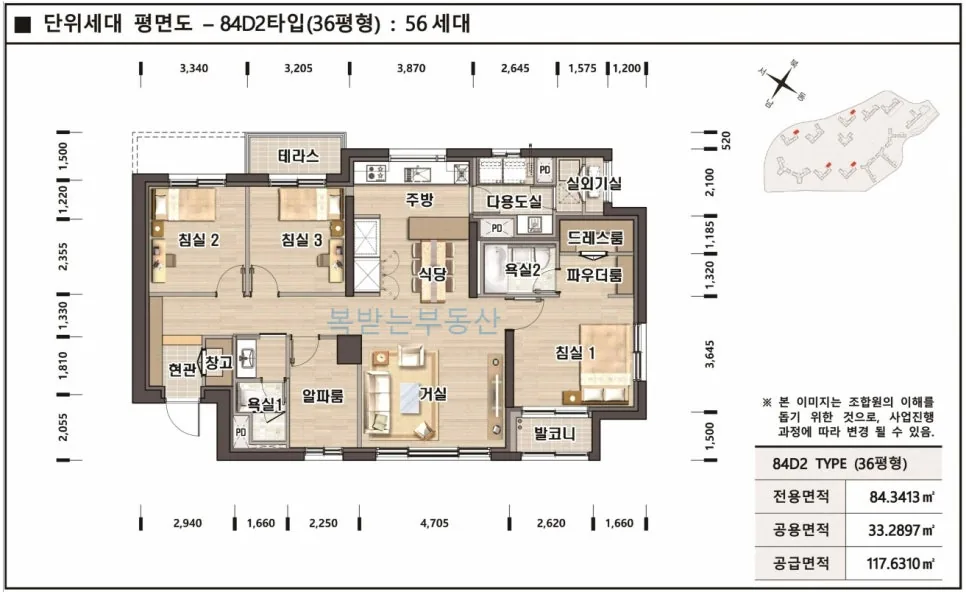 ■ 단위세대 평면도 – 84D2타입(36평형) : 56세대
3,340 3,205 3,870 2,645 1,575 1,200
서 북 남 동
520
1,500 1,220 2,355 1,330 1,810 2,055
2,100 1,185 1,320 3,645 1,500
테라스
PD
실외기실
주방
다용도실
PD
드레스룸
침실 2
침실 3
식당
욕실2
파우더룸
복받는부동산
침실 1
현관
창고
욕실1
알파룸
거실
PD
발코니
2,940 1,660 2,250 4,705 2,620 1,660
※ 본 이미지는 조합원의 이해를
돕기 위한 것으로, 사업진행
과정에 따라 변경 될 수 있음.
84D2 TYPE (36평형)
전용면적 84.3413㎡
공용면적 33.2897㎡
공급면적 117.6310㎡